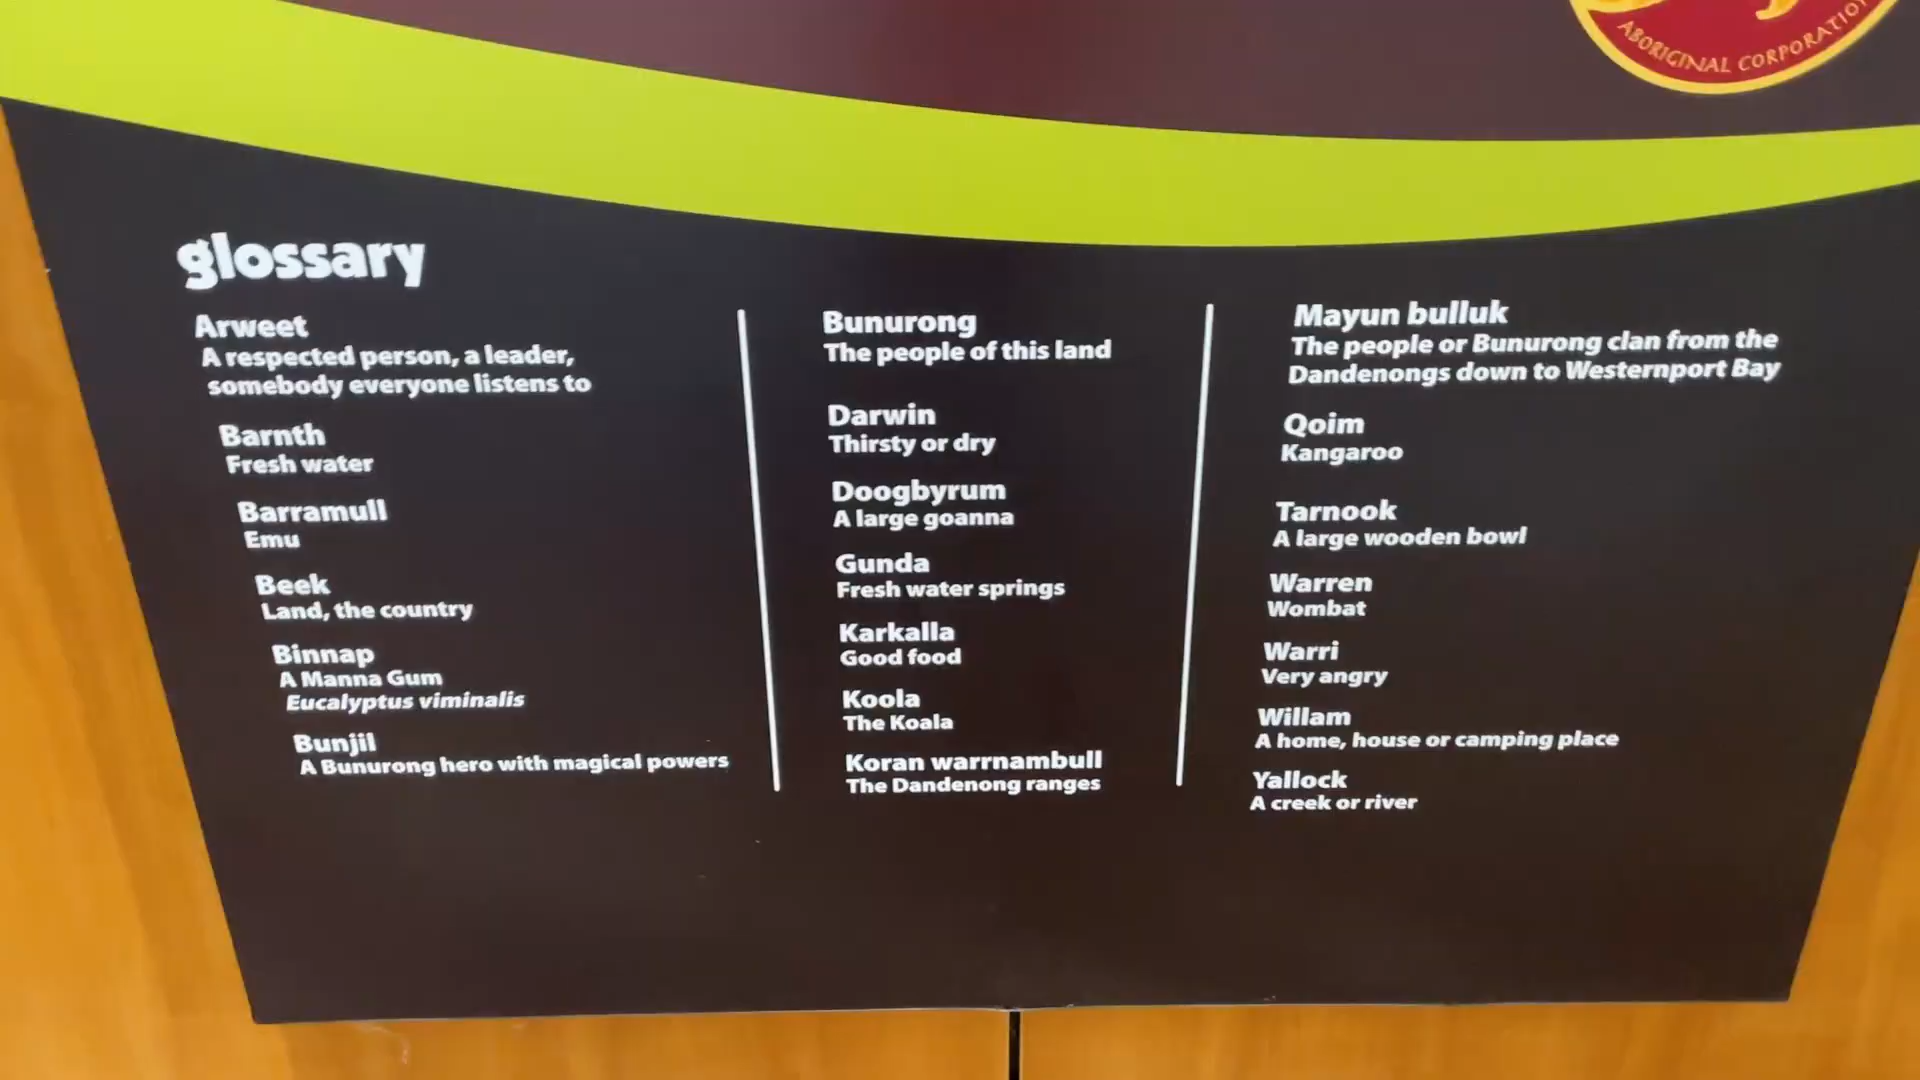 ABORIGINAL CORPORATION
glossary
Arweet
A respected person, a leader,
somebody everyone listens to
Barnth
Fresh water
Barramull
Emu
Beek
Land, the country
Binnap
A Manna Gum
Eucalyptus viminalis
Bunjil
A Bunurong hero with magical powers
Bunurong
The people of this land
Darwin
Thirsty or dry
Doogbyrum
A large goanna
Gunda
Fresh water springs
Karkalla
Good food
Koola
The Koala
Koran warrnambull
The Dandenong ranges
Mayun bulluk
The people or Bunurong clan from the
Dandenongs down to Westernport Bay
Qoim
Kangaroo
Tarnook
A large wooden bowl
Warren
Wombat
Warri
Very angry
Willam
A home, house or camping place
Yallock
A creek or river